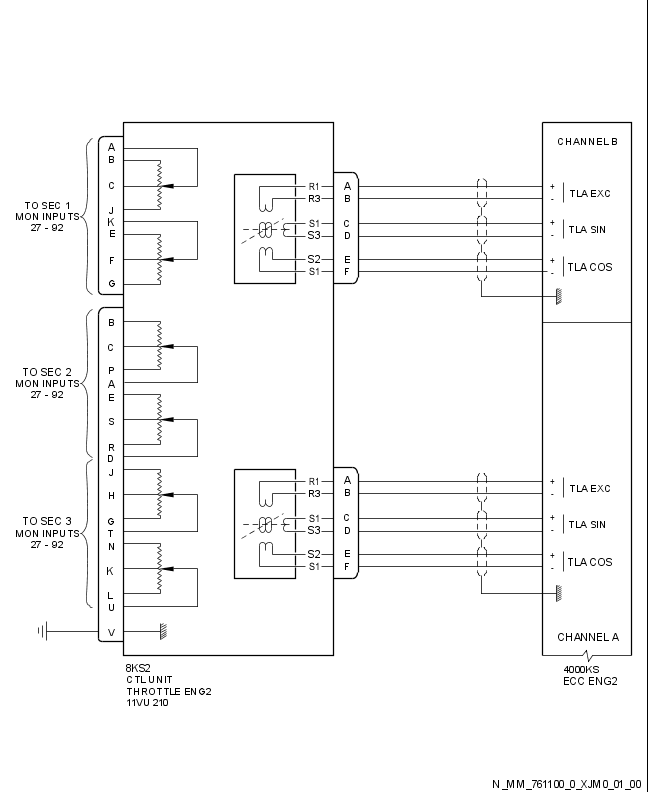 A
B
C
J
K
E
F
G
TO SEC 1
MON INPUTS
27 - 92
B
C
P
A
E
S
R
D
TO SEC 2
MON INPUTS
27 - 92
J
H
G
T
N
K
L
U
V
TO SEC 3
MON INPUTS
27 - 92
R1
R3
S1
S3
S2
S1
A
B
C
D
E
F
CHANNEL B
+
-
TLA EXC
+
-
TLA SIN
+
-
TLA COS
R1
R3
S1
S3
S2
S1
A
B
C
D
E
F
+
-
TLA EXC
+
-
TLA SIN
+
-
TLA COS
CHANNEL A
8KS2
CTL UNIT
THROTTLE ENG2
11VU 210
4000KS
ECC ENG2
N_MM_761100_0_XJM0_01_00